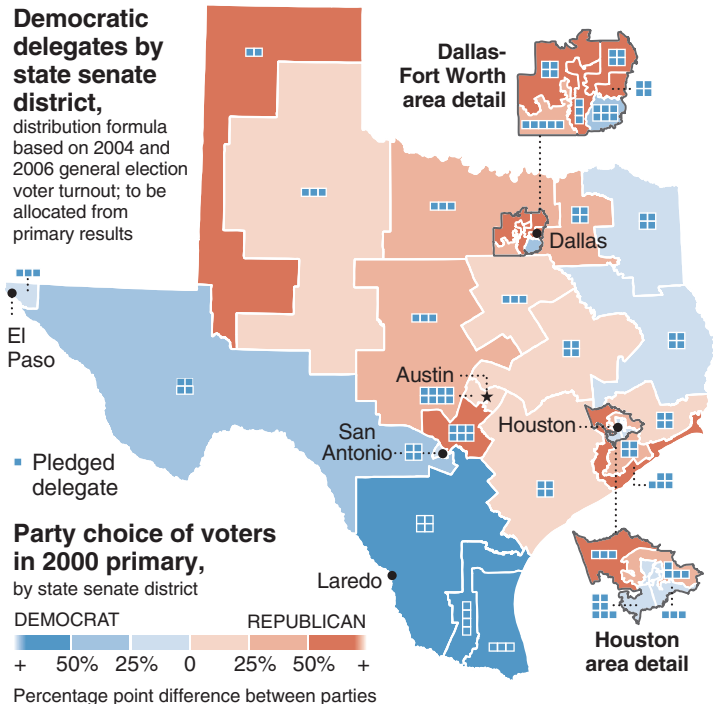 Democratic
delegates by
state senate
district,
distribution formula
based on 2004 and
2006 general election
voter turnout; to be
allocated from
primary results
Dallas-
Fort Worth
area detail
Dallas
El
Paso
Austin
Houston
San
Antonio
Pledged
delegate
Laredo
Party choice of voters
in 2000 primary,
by state senate district
DEMOCRAT REPUBLICAN
+ 50% 25% 0 25% 50% +
Percentage point difference between parties
Houston
area detail